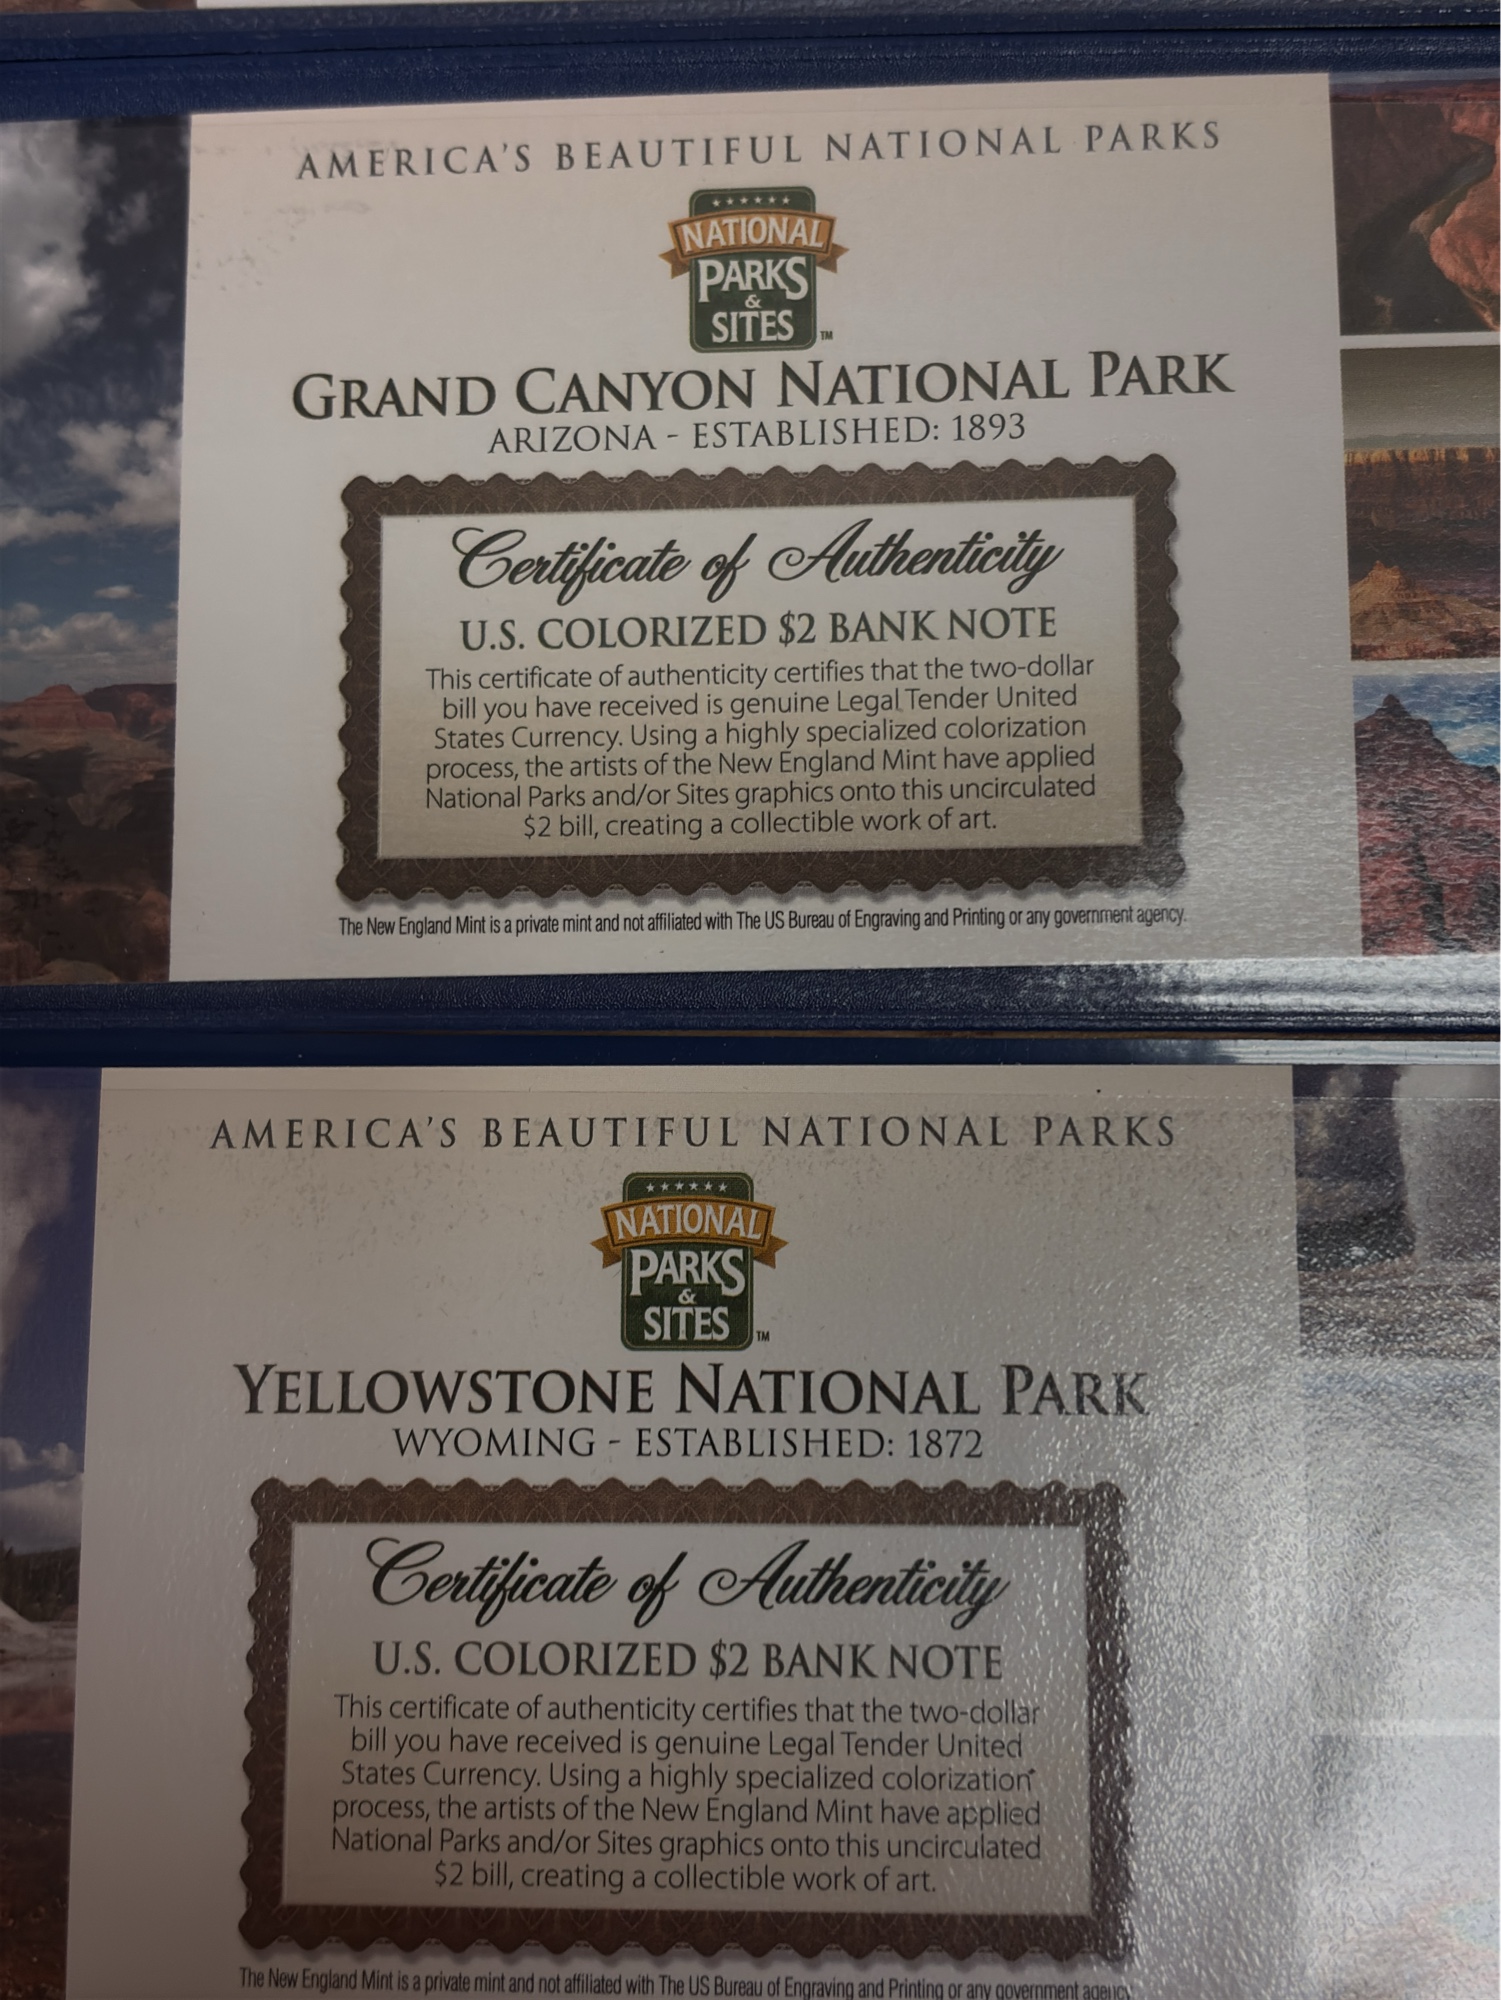 AMERICA'S BEAUTIFUL NATIONAL PARKS
NATIONAL
PARKS
&
SITES
TM
GRAND CANYON NATIONAL PARK
ARIZONA - ESTABLISHED: 1893
Certificate of Authenticity
U.S. COLORIZED $2 BANK NOTE
This certificate of authenticity certifies that the two-dollar
bill you have received is genuine Legal Tender United
States Currency. Using a highly specialized colorization
process, the artists of the New England Mint have applied
National Parks and/or Sites graphics onto this uncirculated
$2 bill, creating a collectible work of art.
The New England Mint is a private mint and not affiliated with The US Bureau of Engraving and Printing or any government agency.
AMERICA'S BEAUTIFUL NATIONAL PARKS
NATIONAL
PARKS
&
SITES
TM
YELLOWSTONE NATIONAL PARK
WYOMING - ESTABLISHED: 1872
Certificate of Authenticity
U.S. COLORIZED $2 BANK NOTE
This certificate of authenticity certifies that the two-dollar
bill you have received is genuine Legal Tender United
States Currency. Using a highly specialized colorization
process, the artists of the New England Mint have applied
National Parks and/or Sites graphics onto this uncirculated
$2 bill, creating a collectible work of art.
The New England Mint is a private mint and not affiliated with The US Bureau of Engraving and Printing or any government agency